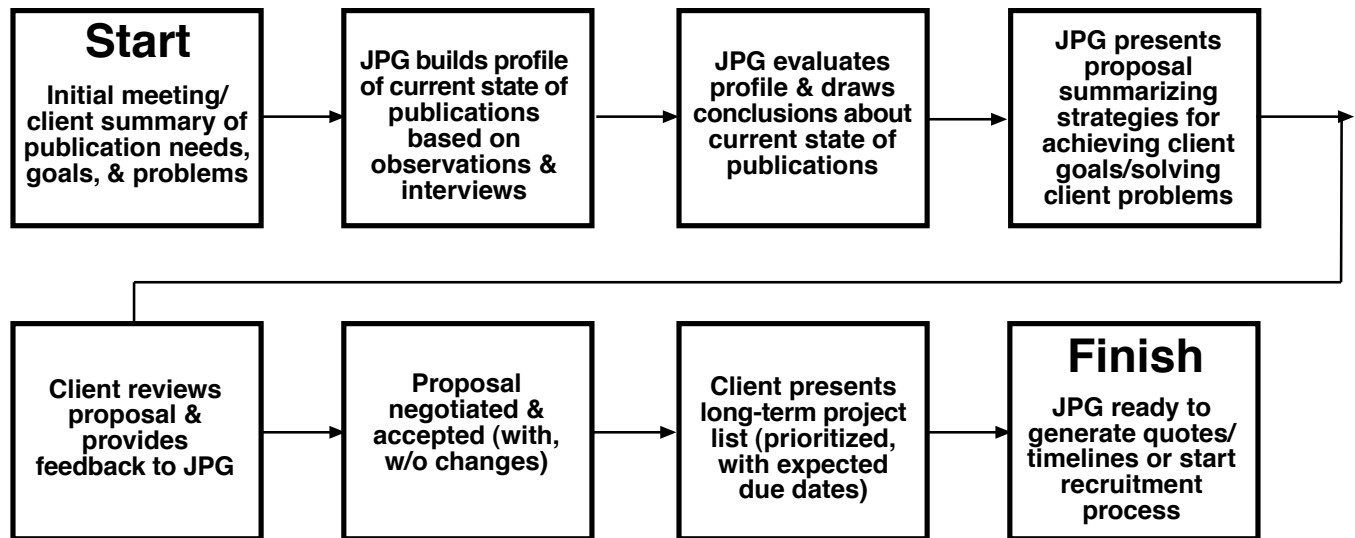 Start
Initial meeting/
client summary of
publication needs,
goals, & problems
JPG builds profile
of current state of
publications
based on
observations &
interviews
JPG evaluates
profile & draws
conclusions about
current state of
publications
JPG presents
proposal
summarizing
strategies for
achieving client
goals/solving
client problems
Client reviews
proposal &
provides
feedback to JPG
Proposal
negotiated &
accepted (with,
w/o changes)
Client presents
long-term project
list (prioritized,
with expected
due dates)
Finish
JPG ready to
generate quotes/
timelines or start
recruitment
process